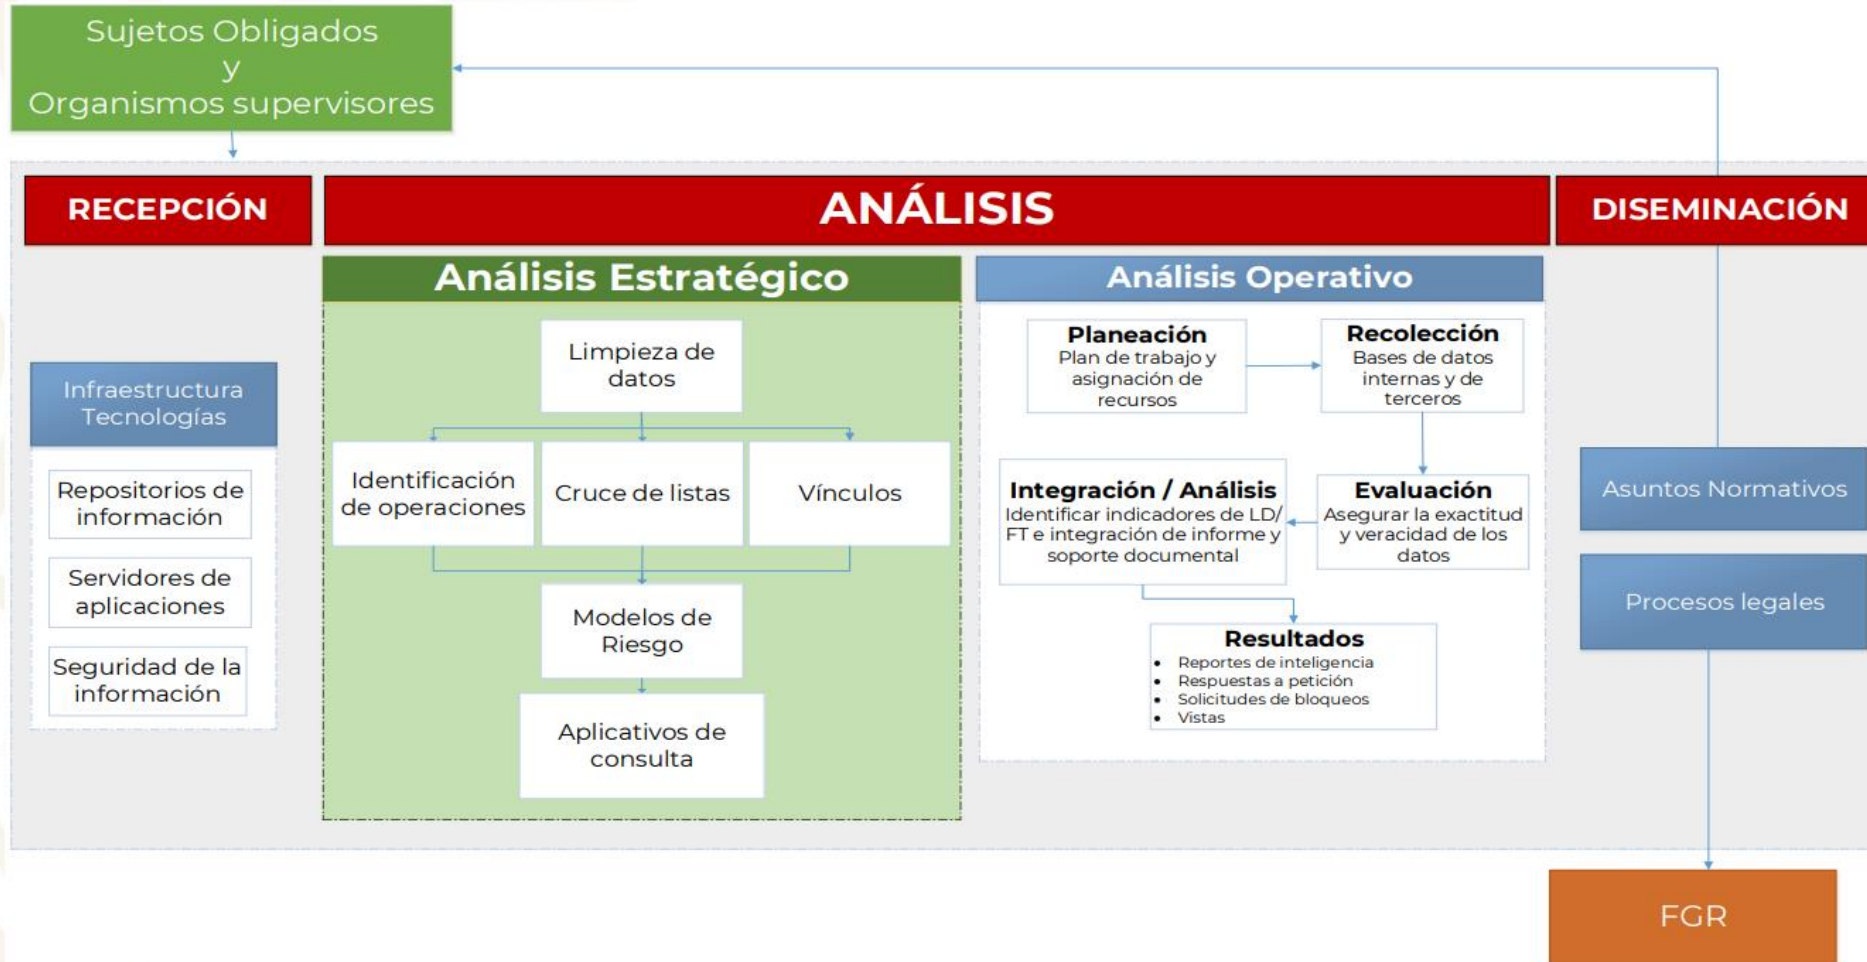 Sujetos Obligados
y
Organismos supervisores
RECEPCIÓN
ANÁLISIS
DISEMINACIÓN
Infraestructura
Tecnologías
Repositorios de
información
Servidores de
aplicaciones
Seguridad de la
información
Análisis Estratégico
Limpieza de
datos
Identificación
de operaciones
Cruce de listas
Vínculos
Modelos de
Riesgo
Aplicativos de
consulta
Análisis Operativo
Planeación
Plan de trabajo y
asignación de
recursos
Recolección
Bases de datos
internas y de
terceros
Evaluación
Asegurar la exactitud
y veracidad de los
datos
Integración / Análisis
Identificar indicadores de LD/
FT e integración de informe y
soporte documental
Resultados
• Reportes de inteligencia
• Respuestas a petición
• Solicitudes de bloqueos
• Vistas
Asuntos Normativos
Procesos legales
FGR